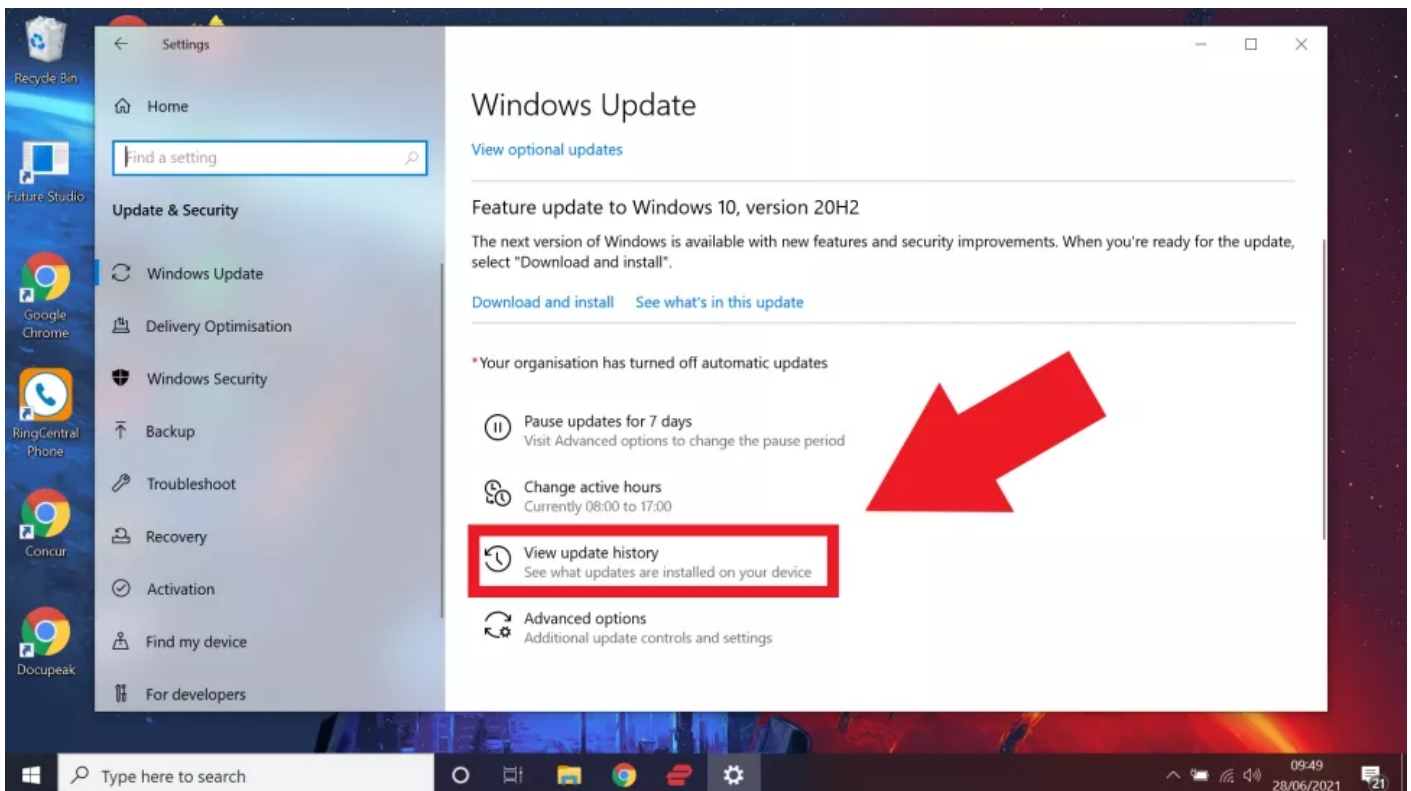 Recycle Bin
Future Studio
Google
Chrome
RingCentral
Phone
Concur
Docupeak
Settings
Home
Find a setting
Update & Security
Windows Update
Delivery Optimisation
Windows Security
Backup
Troubleshoot
Recovery
Activation
Find my device
For developers
Windows Update
View optional updates
Feature update to Windows 10, version 20H2
The next version of Windows is available with new features and security improvements. When you're ready for the update,
select "Download and install".
Download and install See what's in this update
*Your organisation has turned off automatic updates
Pause updates for 7 days
Visit Advanced options to change the pause period
Change active hours
Currently 08:00 to 17:00
View update history
See what updates are installed on your device
Advanced options
Additional update controls and settings
Type here to search
09:49
28/06/2021
21